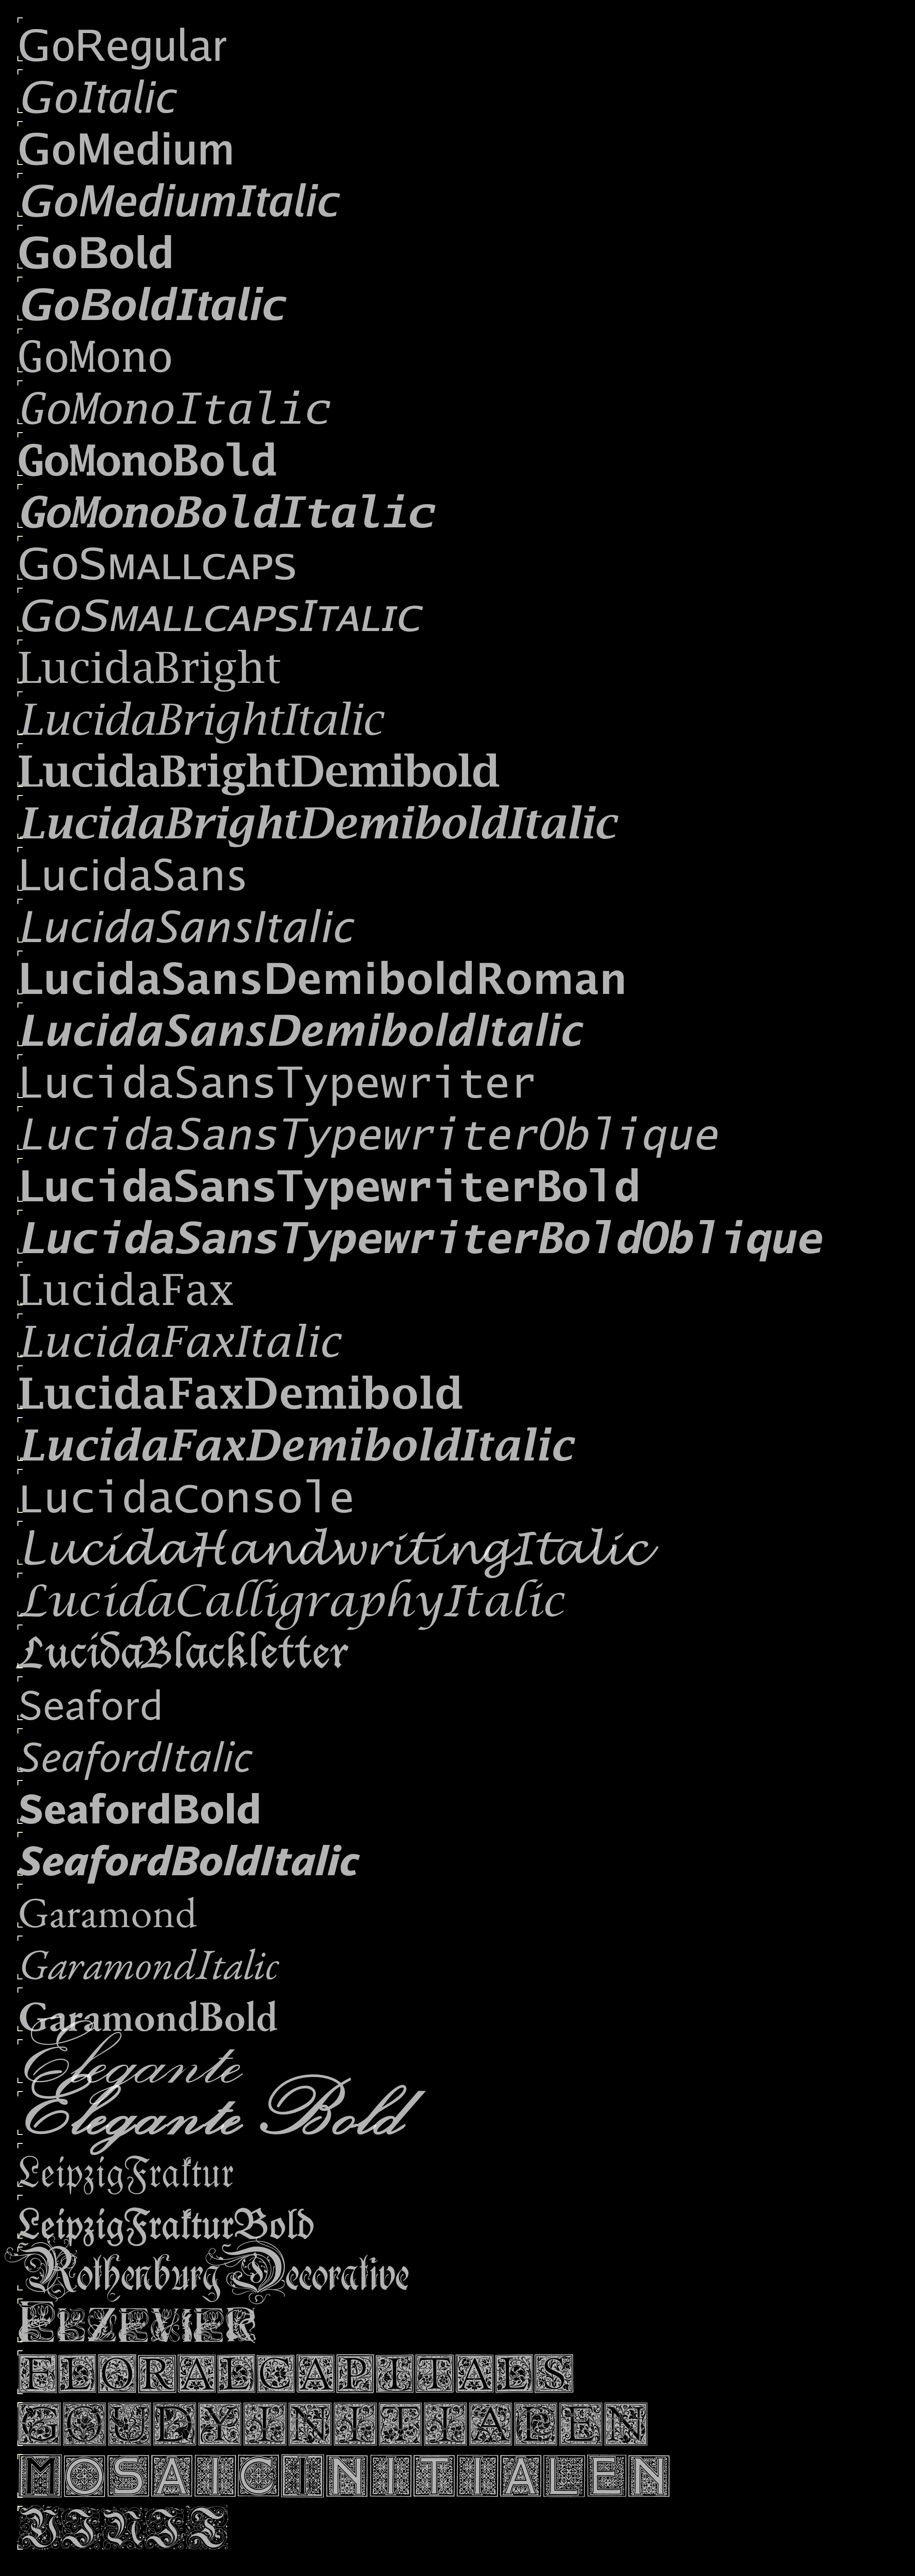 GoRegular
GoItalic
GoMedium
GoMediumItalic
GoBold
GoBoldItalic
GoMono
GoMonoItalic
GoMonoBold
GoMonoBoldItalic
GoSmallcaps
GoSmallcapsItalic
LucidaBright
LucidaBrightItalic
LucidaBrightDemibold
LucidaBrightDemiboldItalic
LucidaSans
LucidaSansItalic
LucidaSansDemiboldRoman
LucidaSansDemiboldItalic
LucidaSansTypewriter
LucidaSansTypewriterOblique
LucidaSansTypewriterBold
LucidaSansTypewriterBoldOblique
LucidaFax
LucidaFaxItalic
LucidaFaxDemibold
LucidaFaxDemiboldItalic
LucidaConsole
LucidaHandwritingItalic
LucidaCalligraphyItalic
LucidaBlackletter
Seaford
SeafordItalic
SeafordBold
SeafordBoldItalic
Garamond
GaramondItalic
GaramondBold
Elegante
Elegante Bold
LeipzigFraktur
LeipzigFrakturBold
RothenburgDecorative
ELZEVIER
FLORALCAPITALS
GOUDYINITIALEN
MOSAICINITIALEN
YINIT